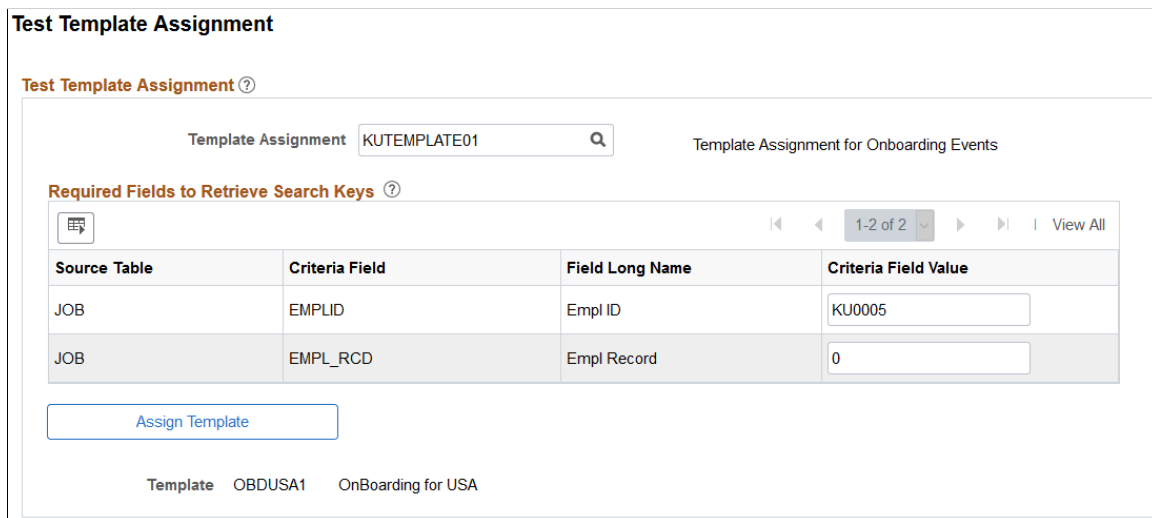 Test Template Assignment
Test Template Assignment ?
Template Assignment KUTEMPLATE01 Template Assignment for Onboarding Events
Required Fields to Retrieve Search Keys ?
1-2 of 2 | View All
Source Table Criteria Field Field Long Name Criteria Field Value
JOB EMPLID Empl ID KU0005
JOB EMPL_RCD Empl Record 0
Assign Template
Template OBDUSA1 OnBoarding for USA